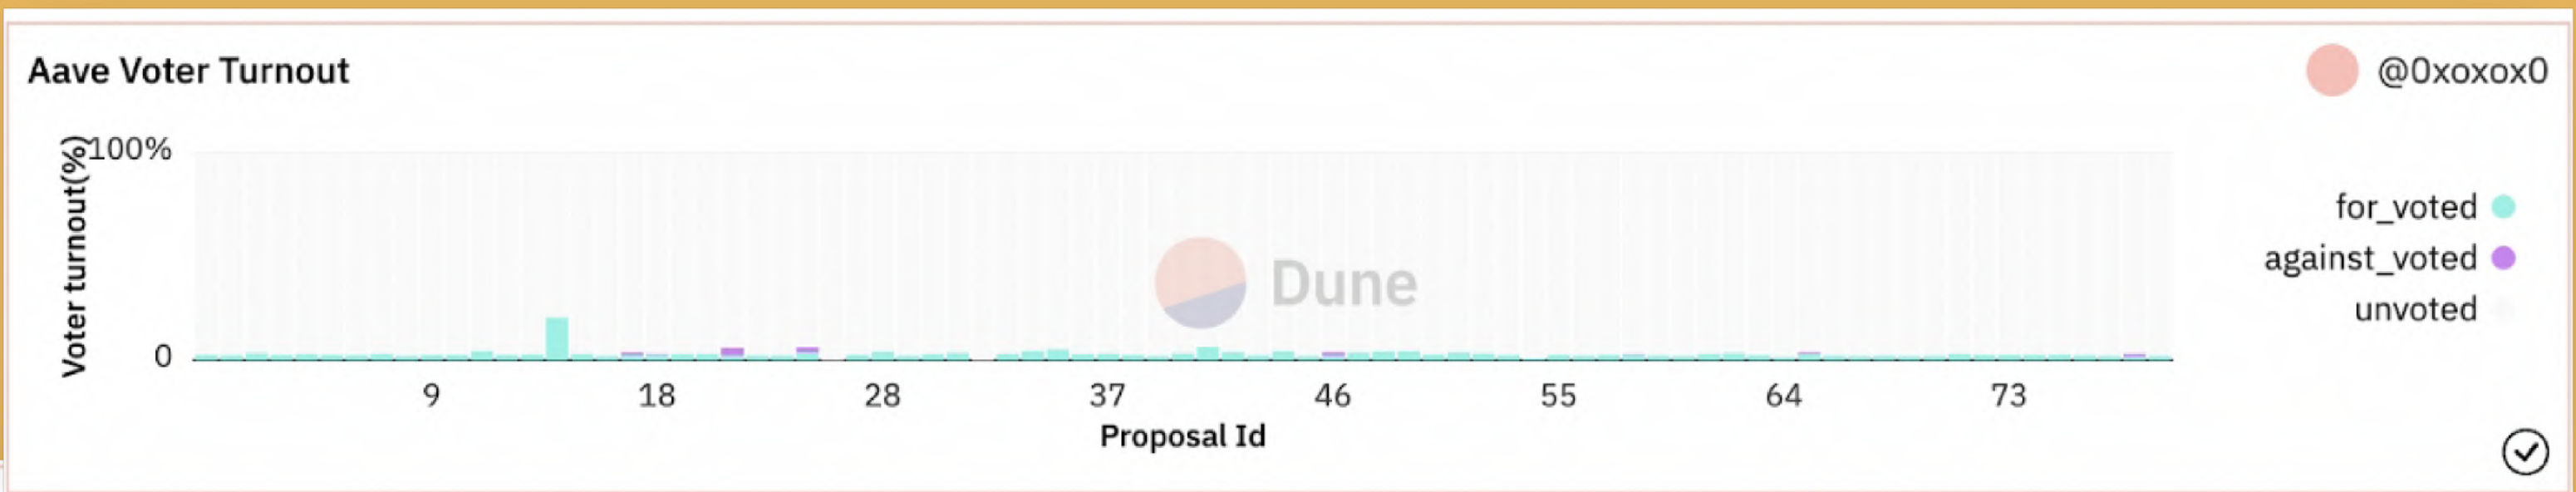 Aave Voter Turnout
@0xoxox0
Voter turnout(%)
100%
0
for_voted
against_voted
unvoted
Dune
9 18 28 37 46 55 64 73
Proposal Id